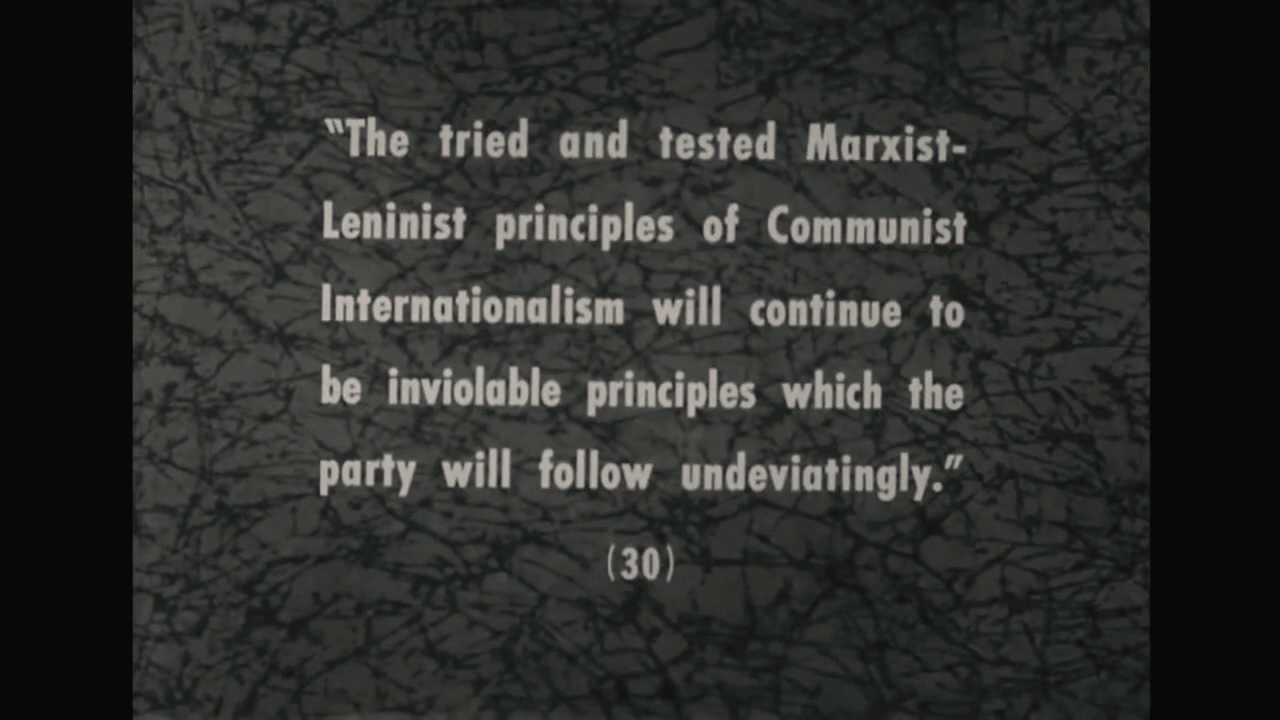 "The tried and tested Marxist-
Leninist principles of Communist
Internationalism will continue to
be inviolable principles which the
party will follow undeviatingly."
(30)